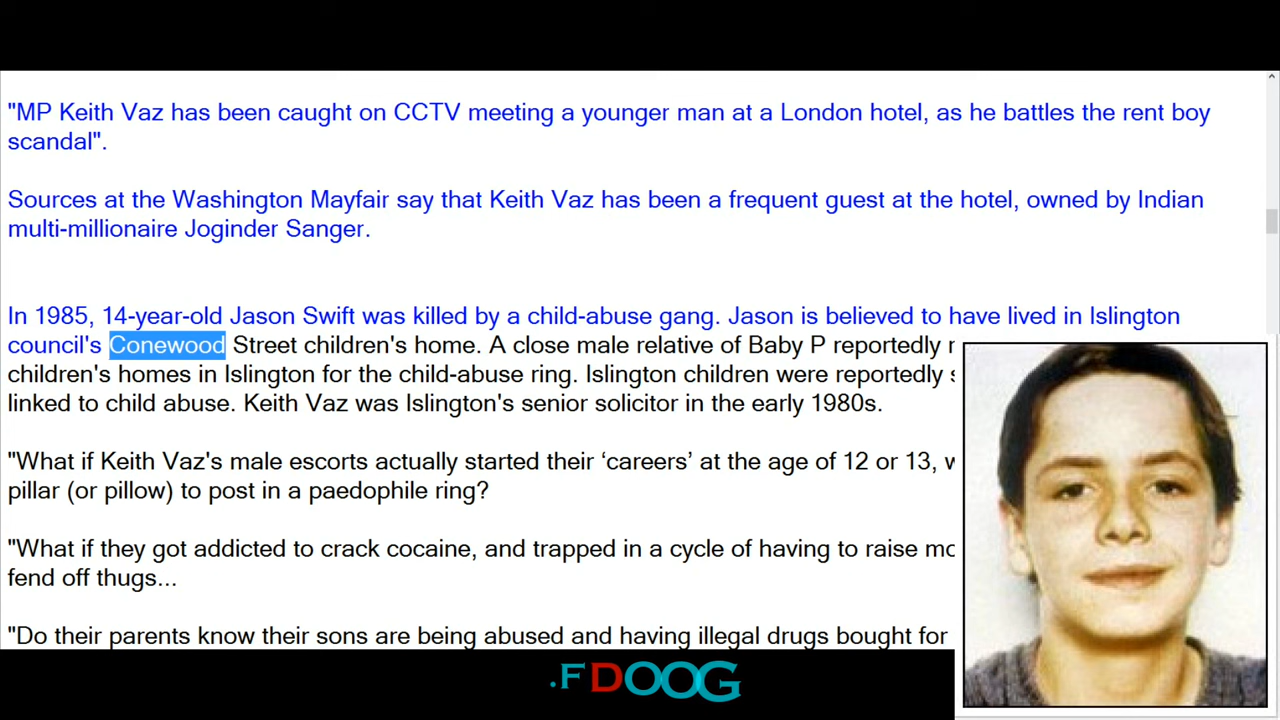 "MP Keith Vaz has been caught on CCTV meeting a younger man at a London hotel, as he battles the rent boy
scandal".
Sources at the Washington Mayfair say that Keith Vaz has been a frequent guest at the hotel, owned by Indian
multi-millionaire Joginder Sanger.
In 1985, 14-year-old Jason Swift was killed by a child-abuse gang. Jason is believed to have lived in Islington
council's Conewood Street children's home. A close male relative of Baby P reportedly
children's homes in Islington for the child-abuse ring. Islington children were reportedly
linked to child abuse. Keith Vaz was Islington's senior solicitor in the early 1980s.
"What if Keith Vaz's male escorts actually started their ‘careers’ at the age of 12 or 13,
pillar (or pillow) to post in a paedophile ring?
"What if they got addicted to crack cocaine, and trapped in a cycle of having to raise
fend off thugs...
"Do their parents know their sons are being abused and having illegal drugs bought for
.FDOOG